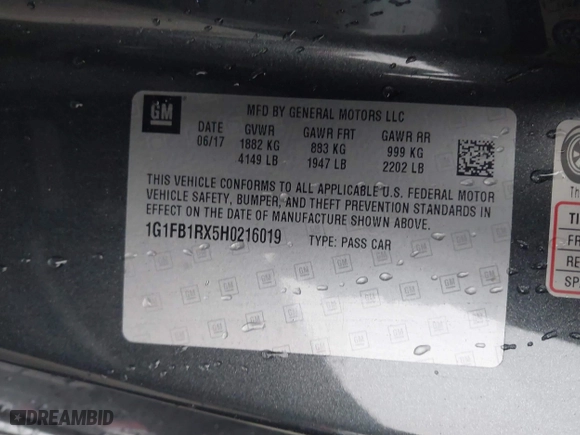 GM
MFD BY GENERAL MOTORS LLC
DATE GVWR GAWR FRT GAWR RR
06/17 1882 KG 883 KG 999 KG
4149 LB 1947 LB 2202 LB
THIS VEHICLE CONFORMS TO ALL APPLICABLE U.S. FEDERAL MOTOR
VEHICLE SAFETY, BUMPER, AND THEFT PREVENTION STANDARDS IN
EFFECT ON THE DATE OF MANUFACTURE SHOWN ABOVE.
1G1FB1RX5H0216019 TYPE: PASS CAR
DREAMBID